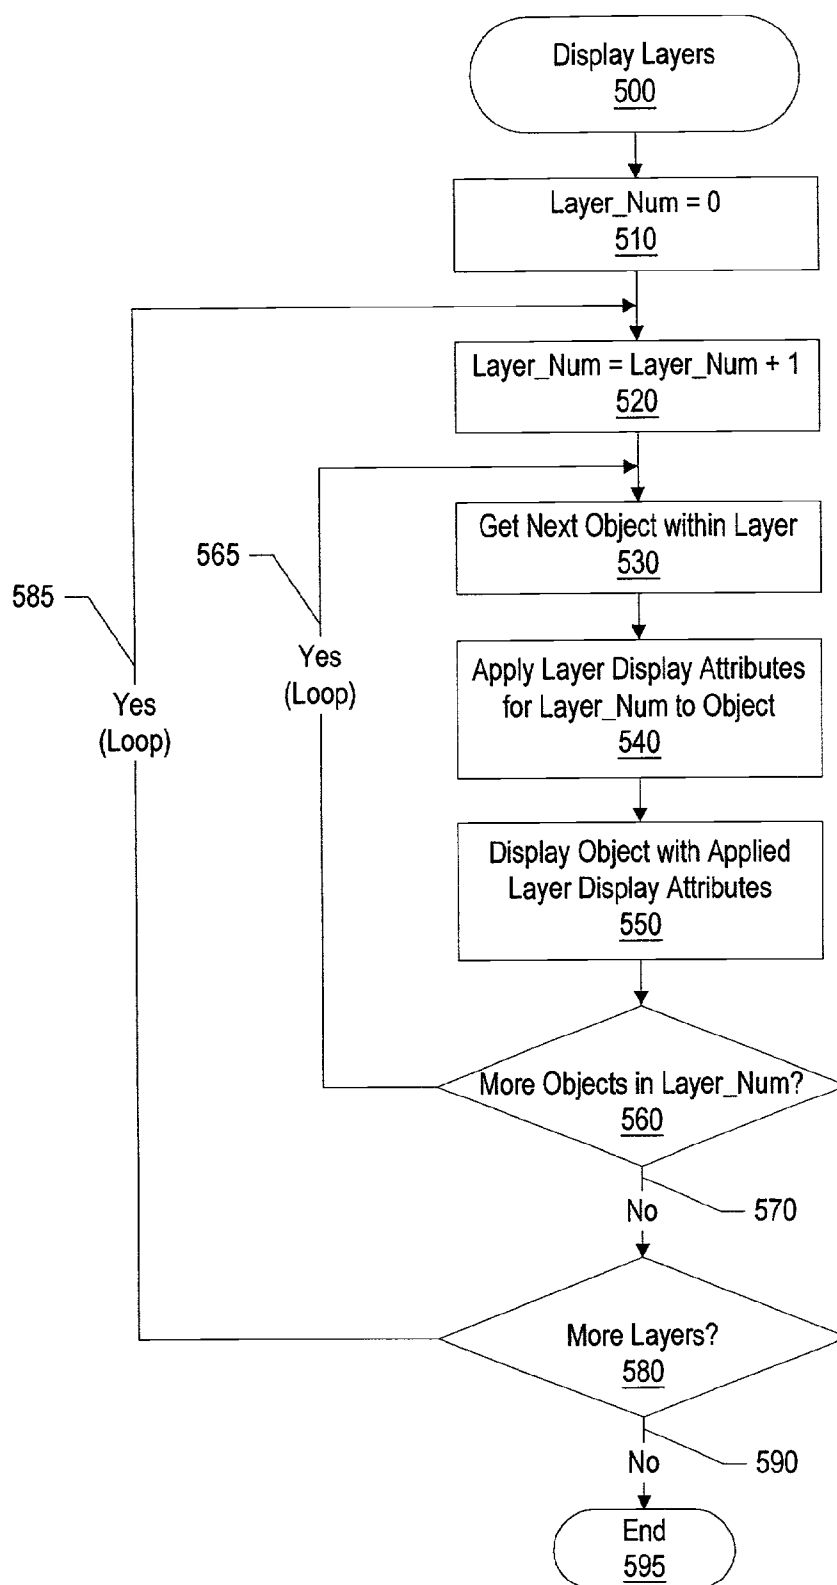 Display Layers
500
Layer_Num = 0
510
Layer_Num = Layer_Num + 1
520
Get Next Object within Layer
530
565
585
Yes
(Loop)
Yes
(Loop)
Apply Layer Display Attributes
for Layer_Num to Object
540
Display Object with Applied
Layer Display Attributes
550
More Objects in Layer_Num?
560
570
No
More Layers?
580
590
No
End
595